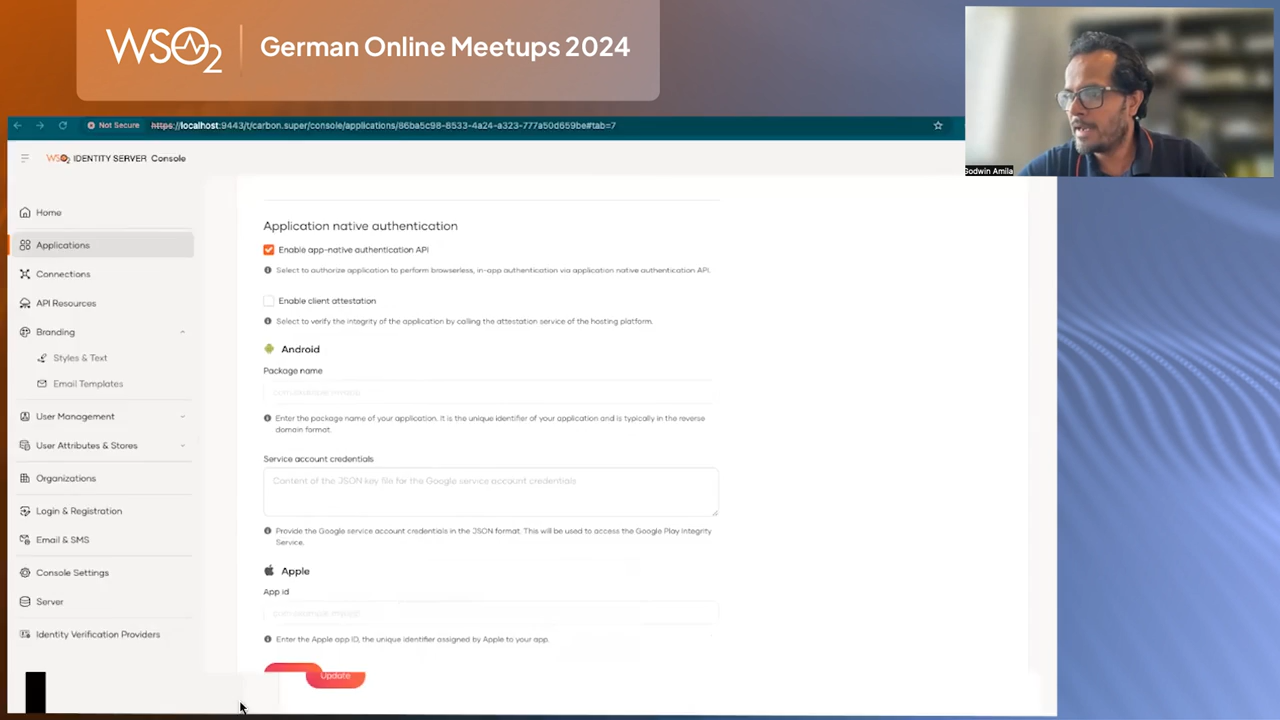 WSO2
German Online Meetups 2024
Not Secure
https://localhost:9443/t/carbon.super/console/applications/86ba5c98-8533-4a24-a323-777a50d659be#tab=7
WSO2 IDENTITY SERVER Console
Godwin Amila
Home
Applications
Connections
API Resources
Branding
Styles & Text
Email Templates
User Management
User Attributes & Stores
Organizations
Login & Registration
Email & SMS
Console Settings
Server
Identity Verification Providers
Application native authentication
Enable app-native authentication API
Select to authorize application to perform browserless, in-app authentication via application native authentication API.
Enable client attestation
Select to verify the integrity of the application by calling the attestation service of the hosting platform.
Android
Package name
Enter the package name of your application. It is the unique identifier of your application and is typically in the reverse
domain format.
Service account credentials
Content of the JSON key file for the Google service account credentials
Provide the Google service account credentials in the JSON format. This will be used to access the Google Play Integrity
Service.
Apple
App id
Enter the Apple app ID, the unique identifier assigned by Apple to your app.
Update